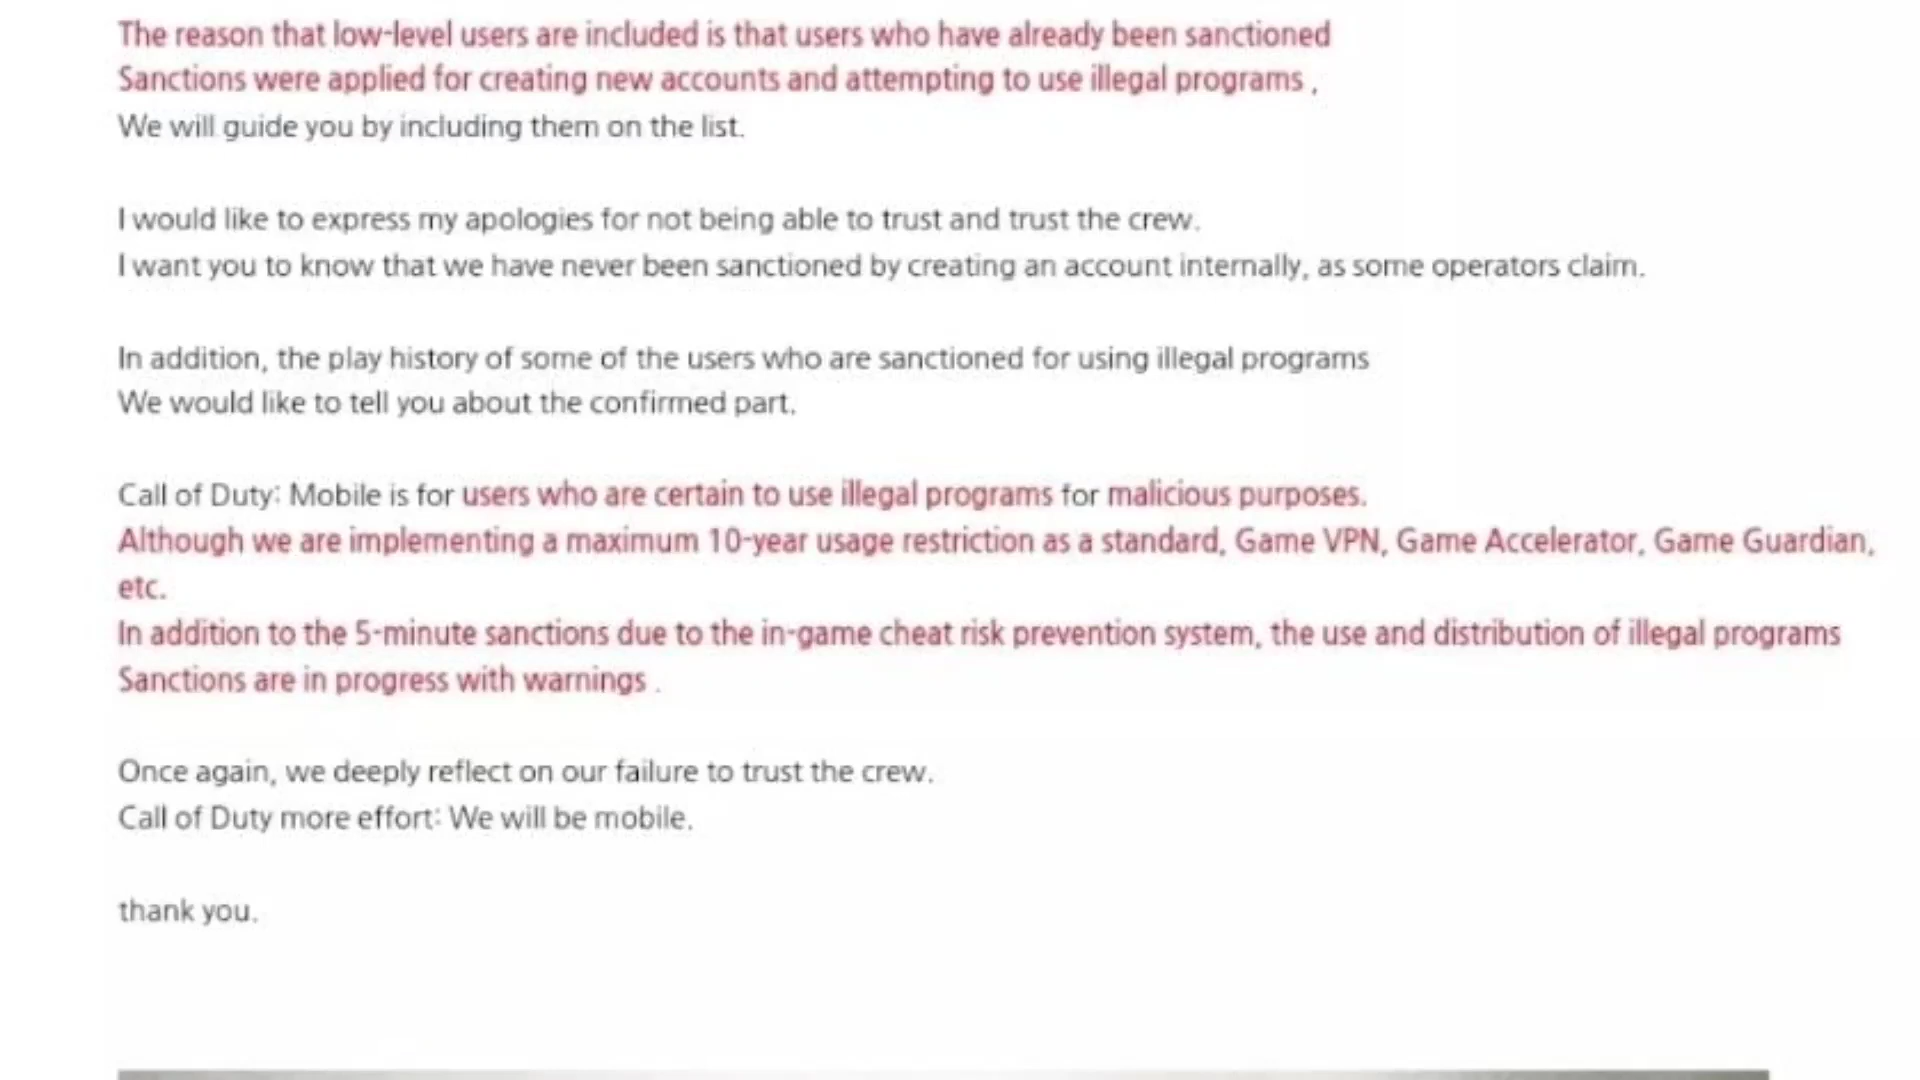 The reason that low-level users are included is that users who have already been sanctioned
Sanctions were applied for creating new accounts and attempting to use illegal programs .
We will guide you by including them on the list.
I would like to express my apologies for not being able to trust and trust the crew.
I want you to know that we have never been sanctioned by creating an account internally, as some operators claim.
In addition, the play history of some of the users who are sanctioned for using illegal programs
We would like to tell you about the confirmed part.
Call of Duty: Mobile is for users who are certain to use illegal programs for malicious purposes.
Although we are implementing a maximum 10-year usage restriction as a standard, Game VPN, Game Accelerator, Game Guardian,
etc.
In addition to the 5-minute sanctions due to the in-game cheat risk prevention system, the use and distribution of illegal programs
Sanctions are in progress with warnings .
Once again, we deeply reflect on our failure to trust the crew.
Call of Duty more effort: We will be mobile.
thank you.